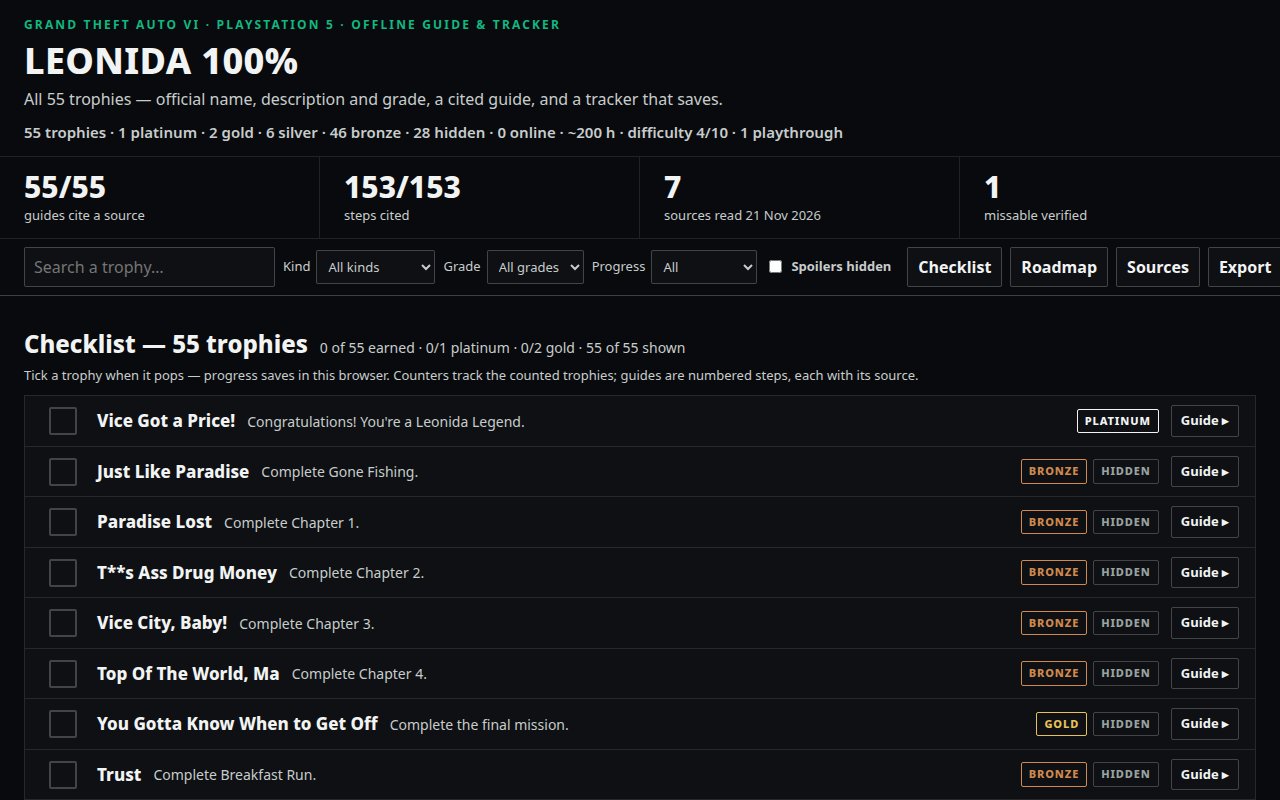 GRAND THEFT AUTO VI · PLAYSTATION 5 · OFFLINE GUIDE & TRACKER
LEONIDA 100%
All 55 trophies — official name, description and grade, a cited guide, and a tracker that saves.
55 trophies · 1 platinum · 2 gold · 6 silver · 46 bronze · 28 hidden · 0 online · ~200 h · difficulty 4/10 · 1 playthrough
55/55 153/153 7 1
guides cite a source steps cited sources read 21 Nov 2026 missable verified
Search a trophy... Kind All kinds Grade All grades Progress All Spoilers hidden Checklist Roadmap Sources Export
Checklist — 55 trophies 0 of 55 earned · 0/1 platinum · 0/2 gold · 55 of 55 shown
Tick a trophy when it pops — progress saves in this browser. Counters track the counted trophies; guides are numbered steps, each with its source.
Vice Got a Price! Congratulations! You're a Leonida Legend. PLATINUM Guide ▸
Just Like Paradise Complete Gone Fishing. BRONZE HIDDEN Guide ▸
Paradise Lost Complete Chapter 1. BRONZE HIDDEN Guide ▸
T**s Ass Drug Money Complete Chapter 2. BRONZE HIDDEN Guide ▸
Vice City, Baby! Complete Chapter 3. BRONZE HIDDEN Guide ▸
Top Of The World, Ma Complete Chapter 4. BRONZE HIDDEN Guide ▸
You Gotta Know When to Get Off Complete the final mission. GOLD HIDDEN Guide ▸
Trust Complete Breakfast Run. BRONZE HIDDEN Guide ▸